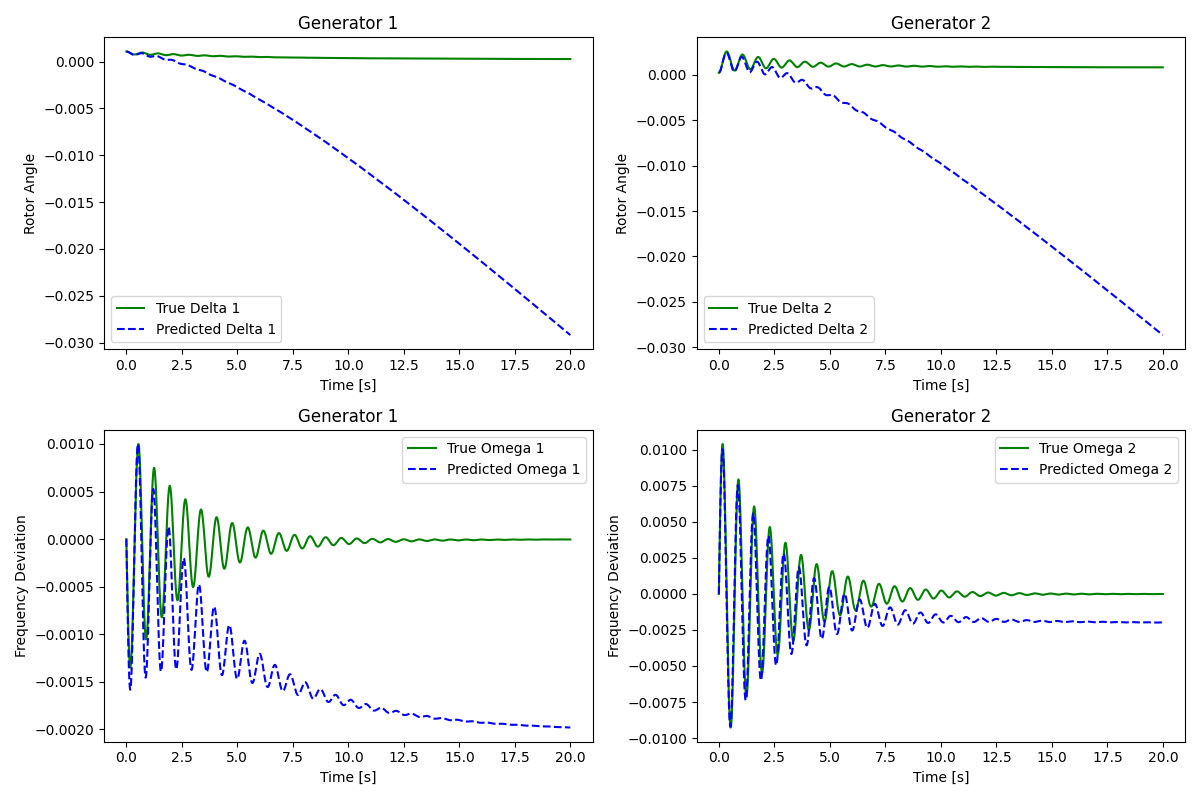 Generator 1
0.000
−0.005
−0.010
−0.015
−0.020
−0.025
−0.030
Rotor Angle
True Delta 1
Predicted Delta 1
0.0 2.5 5.0 7.5 10.0 12.5 15.0 17.5 20.0
Time [s]
Generator 2
0.000
−0.005
−0.010
−0.015
−0.020
−0.025
−0.030
Rotor Angle
True Delta 2
Predicted Delta 2
0.0 2.5 5.0 7.5 10.0 12.5 15.0 17.5 20.0
Time [s]
Generator 1
0.0010
0.0005
0.0000
−0.0005
−0.0010
−0.0015
−0.0020
Frequency Deviation
True Omega 1
Predicted Omega 1
0.0 2.5 5.0 7.5 10.0 12.5 15.0 17.5 20.0
Time [s]
Generator 2
0.0100
0.0075
0.0050
0.0025
0.0000
−0.0025
−0.0050
−0.0075
−0.0100
Frequency Deviation
True Omega 2
Predicted Omega 2
0.0 2.5 5.0 7.5 10.0 12.5 15.0 17.5 20.0
Time [s]